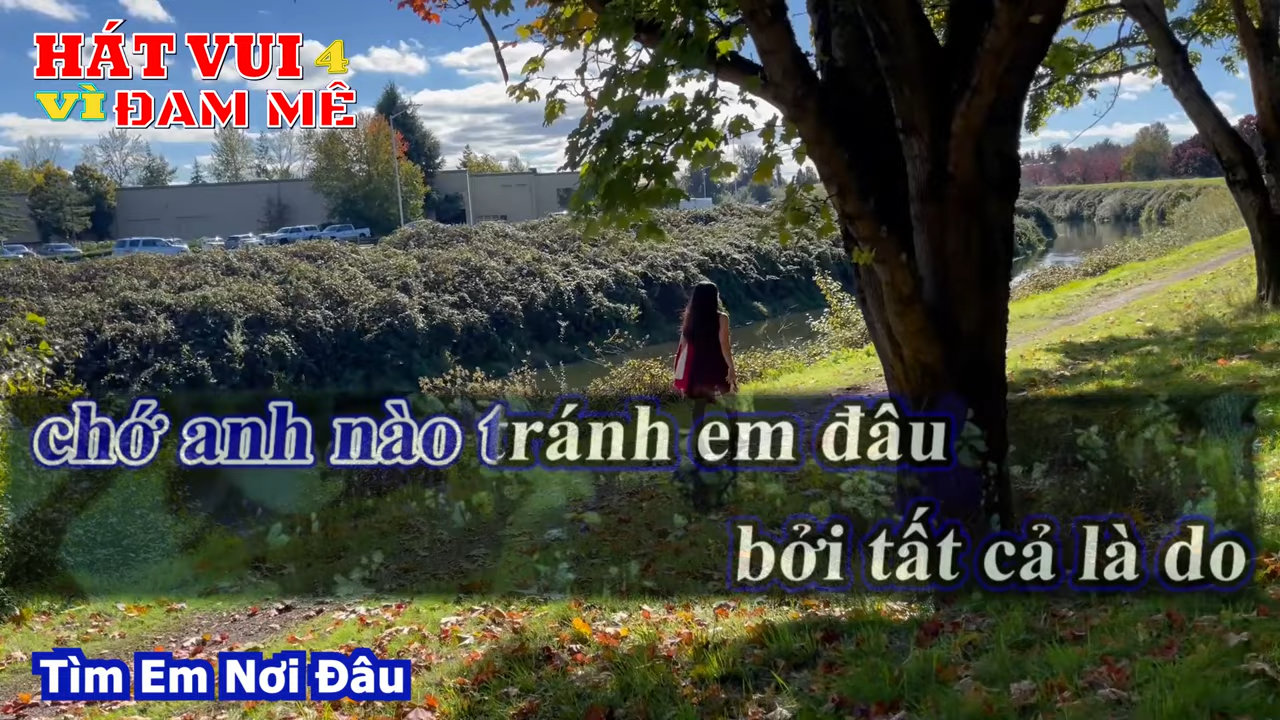 HÁT VUI 4
VÌ ĐAM MÊ
chớ anh nào tránh em đâu
bởi tất cả là do
Tìm Em Nơi Đâu